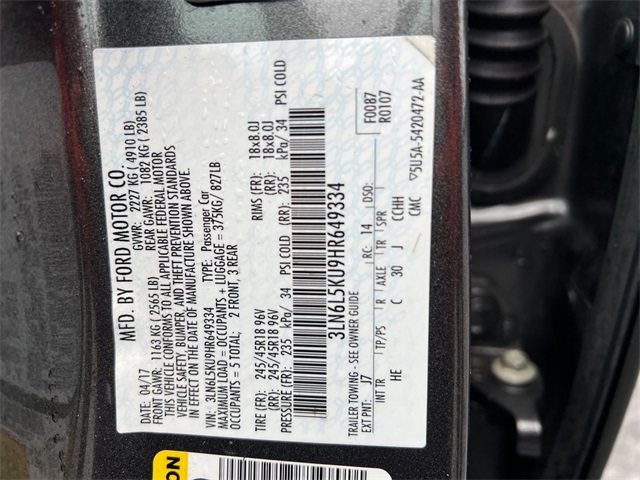 MFD. BY FORD MOTOR CO.
DATE: 04/17 GVWR: 2227 KG ( 4910 LB)
FRONT GAWR: 1163 KG ( 2565 LB) REAR GAWR: 1082 KG ( 2385 LB)
THIS VEHICLE CONFORMS TO ALL APPLICABLE FEDERAL MOTOR
VEHICLE SAFETY, BUMPER, AND THEFT PREVENTION STANDARDS
IN EFFECT ON THE DATE OF MANUFACTURE SHOWN ABOVE
VIN: 3LN6L5KU9HR649334 TYPE: Passenger Car
MAXIMUM LOAD = OCCUPANTS + LUGGAGE = 375KG/ 827LB
OCCUPANTS = 5 TOTAL: 2 FRONT, 3 REAR
TIRE (FR): 245/45R18 96V RIMS (FR): 18x8.0J
(RR): 245/45R18 96V (RR): 18x8.0J
PRESSURE (FR): 235 kPa/ 34 PSI COLD (RR): 235 kPa/ 34 PSI COLD
3LN6L5KU9HR649334
F0087
R0107
TRAILER TOWING - SEE OWNER GUIDE
EXT PNT: J7 RC: 14 DSO:
INT TR TP/PS R AXLE TR SPR
HE C 30 J CCHH
CMC
▽5U5A-5420472-AA
ON